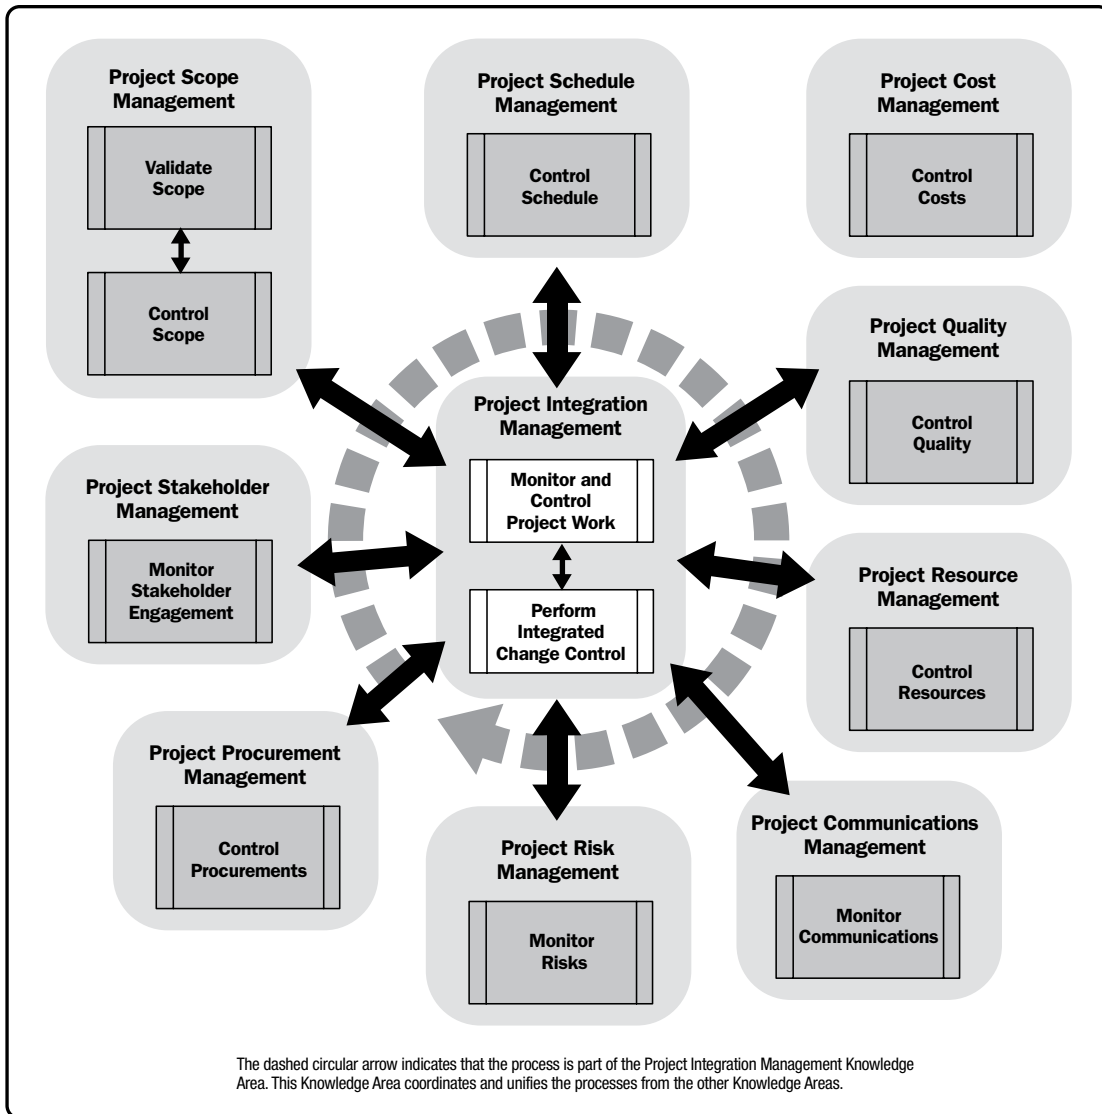 Project Scope
Management
Validate
Scope
Control
Scope
Project Schedule
Management
Control
Schedule
Project Cost
Management
Control
Costs
Project Quality
Management
Control
Quality
Project Integration
Management
Monitor and
Control
Project Work
Perform
Integrated
Change Control
Project Stakeholder
Management
Monitor
Stakeholder
Engagement
Project Resource
Management
Control
Resources
Project Procurement
Management
Control
Procurements
Project Risk
Management
Monitor
Risks
Project Communications
Management
Monitor
Communications
The dashed circular arrow indicates that the process is part of the Project Integration Management Knowledge
Area. This Knowledge Area coordinates and unifies the processes from the other Knowledge Areas.